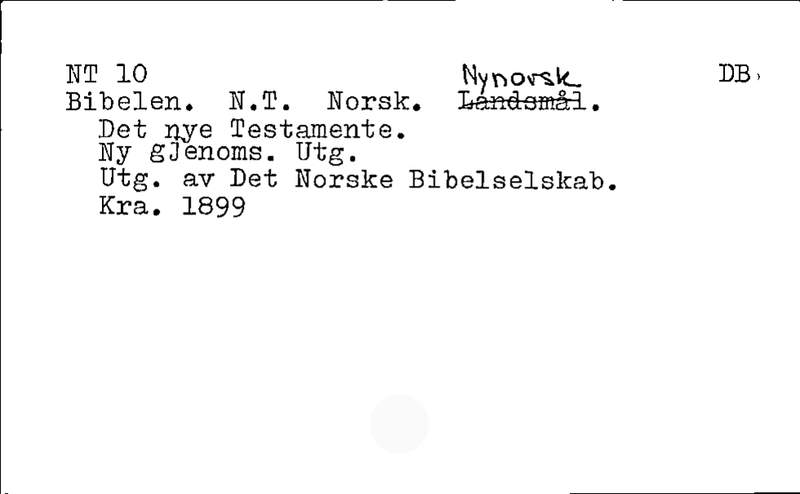 NT 10 Nynorsk DB,
Bibelen. N.T. Norsk. Landsmål.
Det nye Testamente.
Ny gjenoms. Utg.
Utg. av Det Norske Bibelselskab.
Kra. 1899